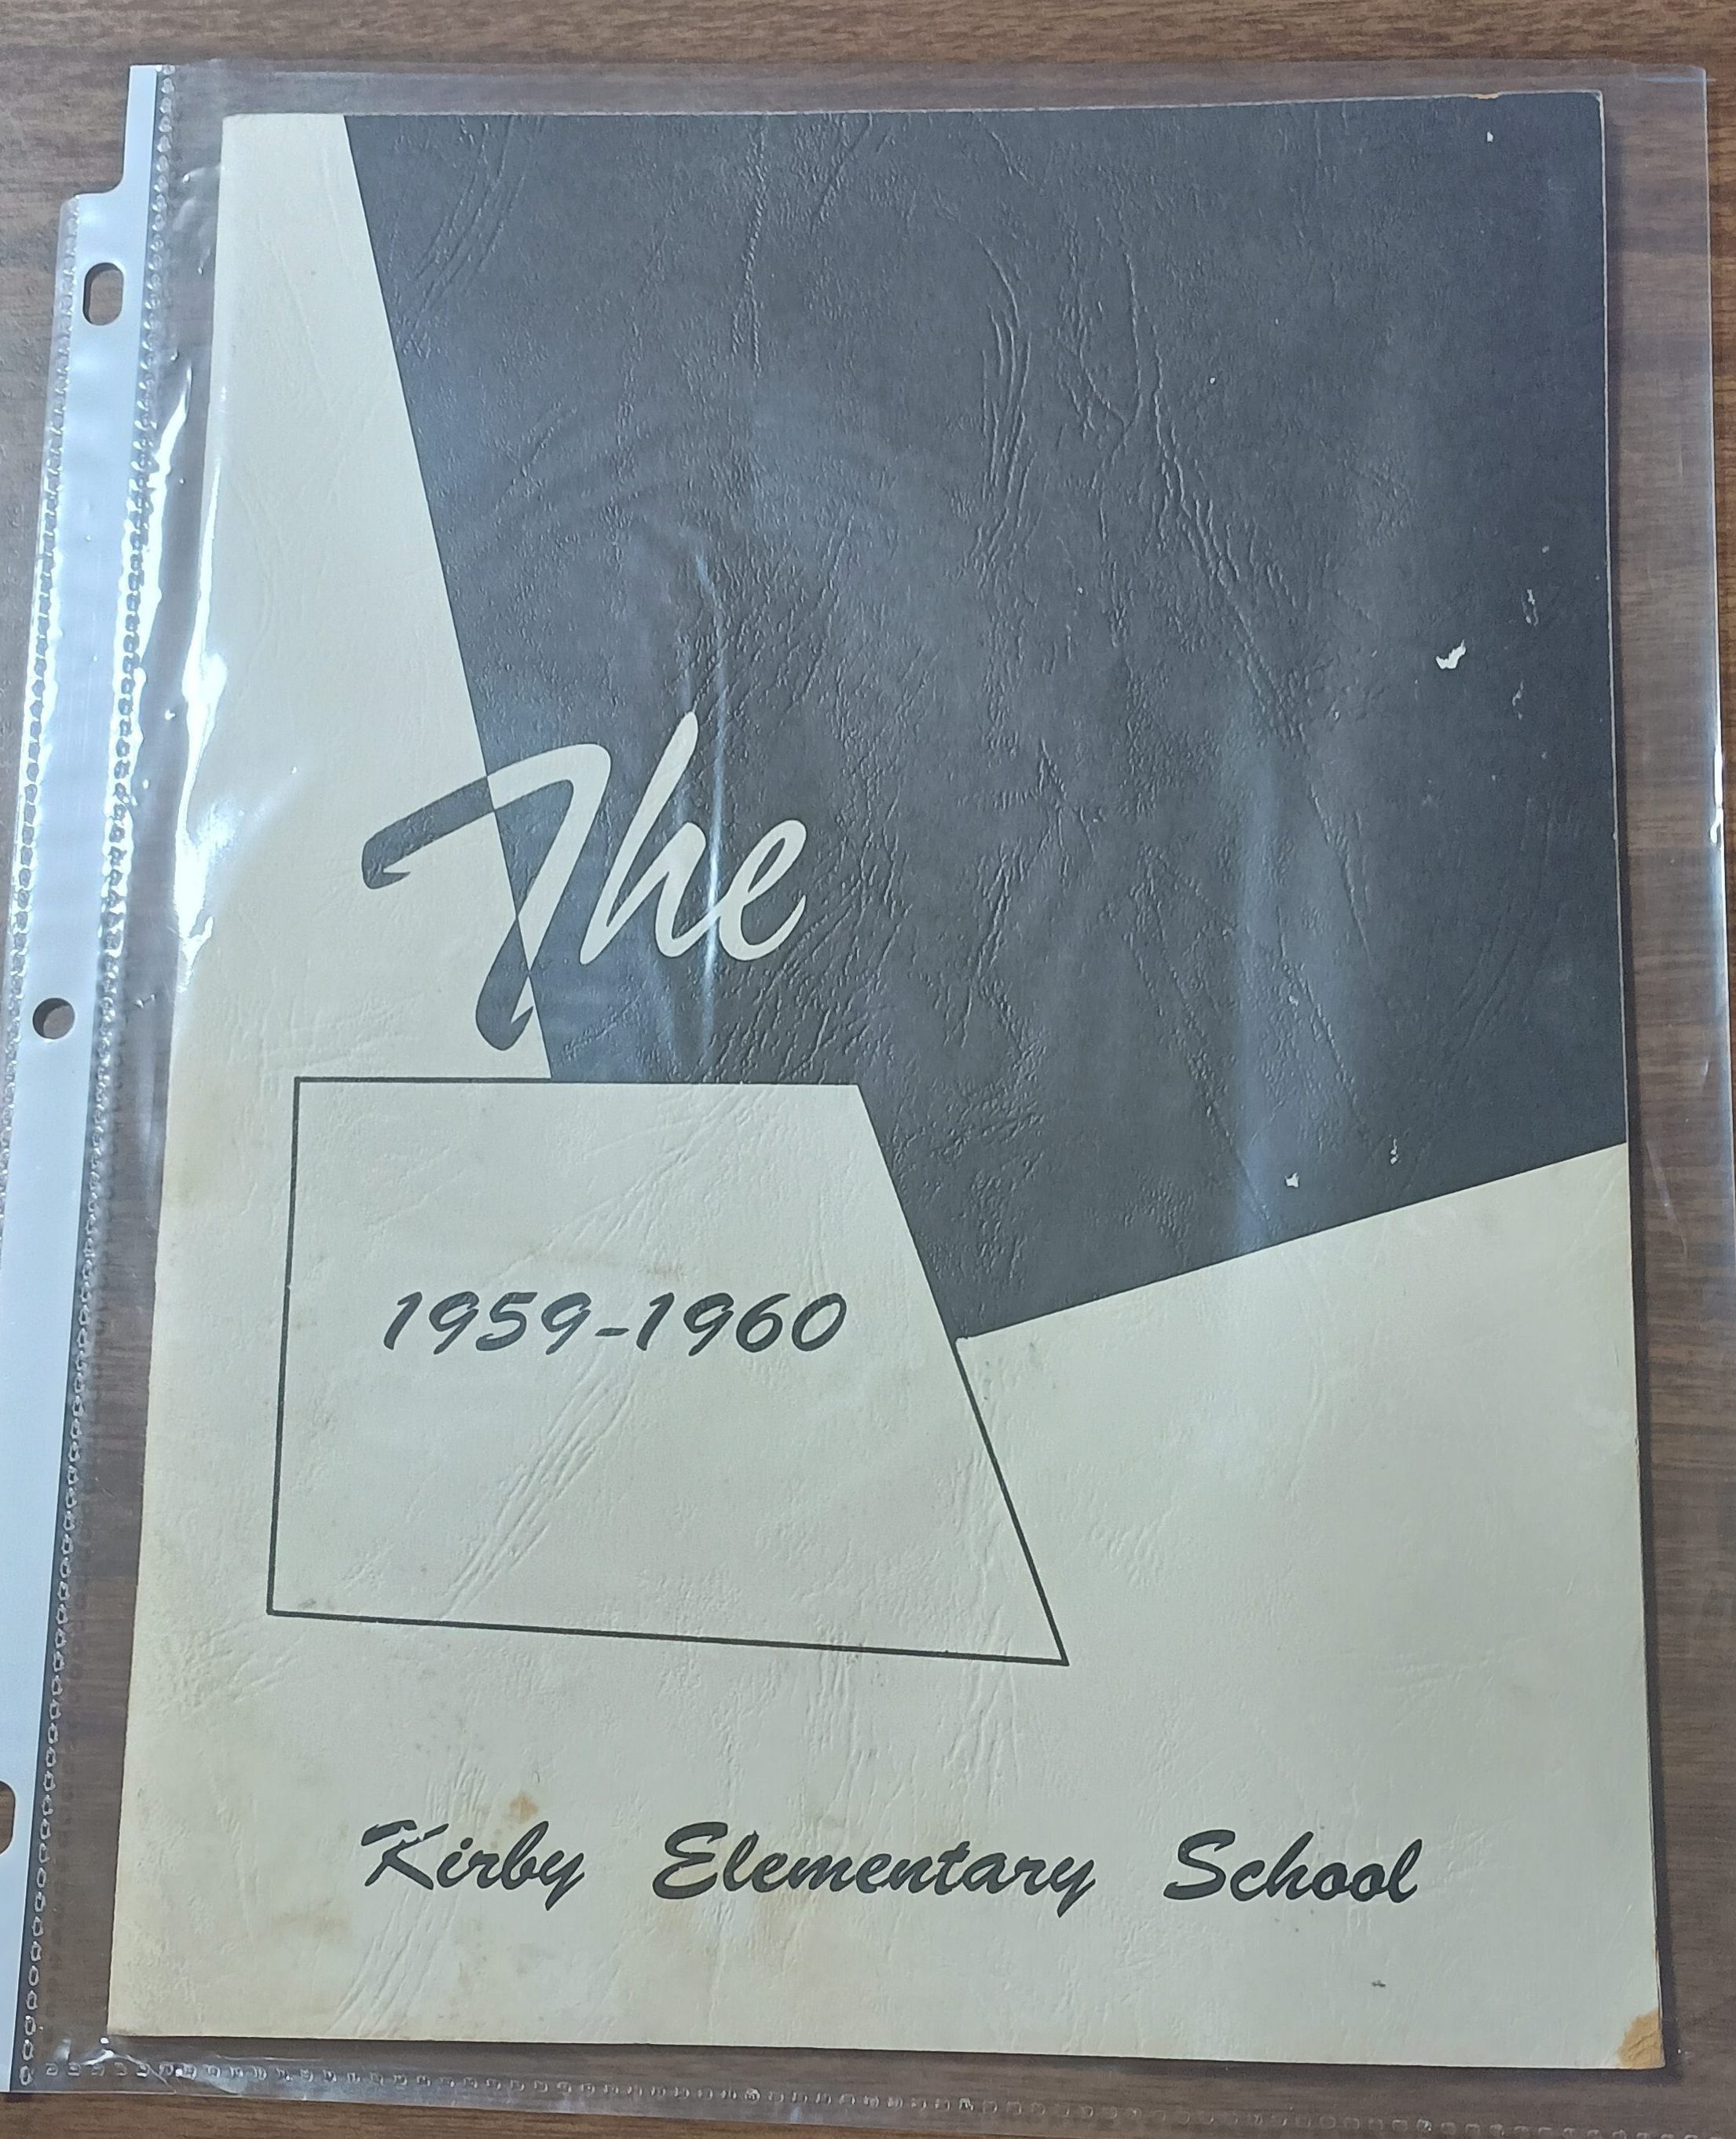 The
1959-1960
Kirby Elementary School